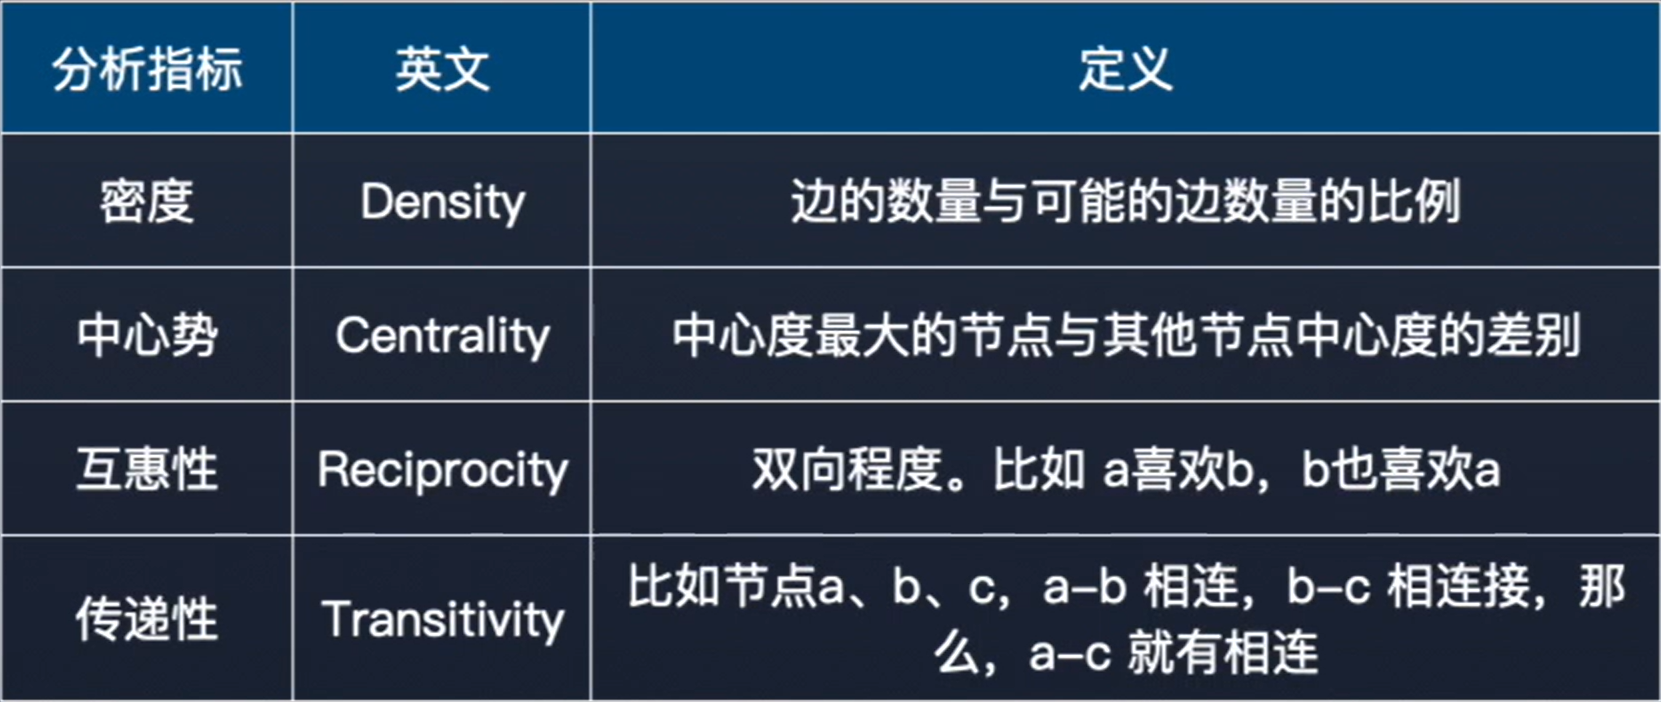 分析指标 英文 定义
密度 Density 边的数量与可能的边数量的比例
中心势 Centrality 中心度最大的节点与其他节点中心度的差别
互惠性 Reciprocity 双向程度。比如 a喜欢b，b也喜欢a
传递性 Transitivity 比如节点a、b、c，a–b 相连，b–c 相连接，那
么，a–c 就有相连